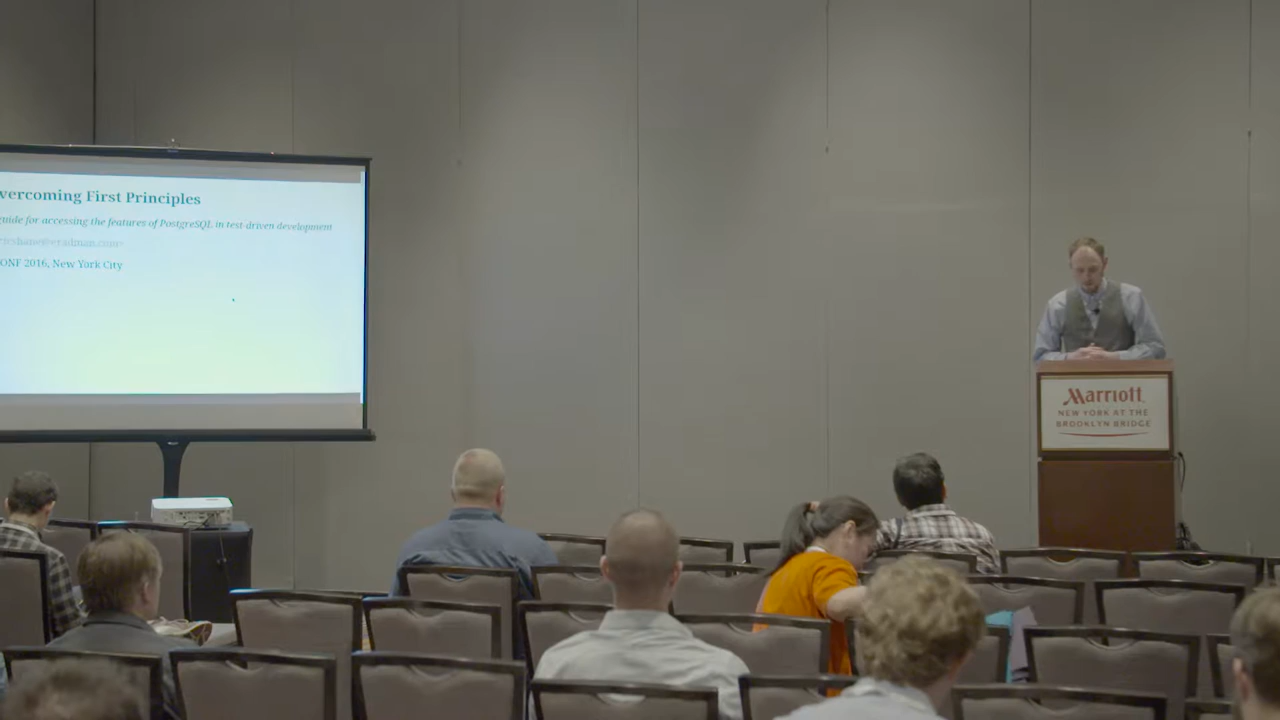 vercoming First Principles
guide for accessing the features of PostgreSQL in test-driven development
ONF 2016, New York City
Marriott
NEW YORK AT THE
BROOKLYN BRIDGE